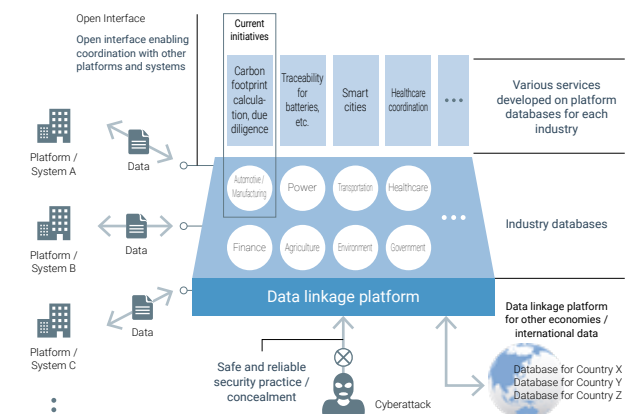 Open Interface
Open interface enabling
coordination with other
platforms and systems
Current
initiatives
Carbon
footprint
calcula-
tion, due
diligence
Traceability
for
batteries,
etc.
Smart
cities
Healthcare
coordination
Various services
developed on platform
databases for each
industry
Platform /
System A
Data
Automotive /
Manufacturing
Power
Transportation
Healthcare
Industry databases
Platform /
System B
Data
Finance
Agriculture
Environment
Government
Data linkage platform
Platform /
System C
Data
Data linkage platform
for other economies /
international data
Safe and reliable
security practice /
concealment
Cyberattack
Database for Country X
Database for Country Y
Database for Country Z